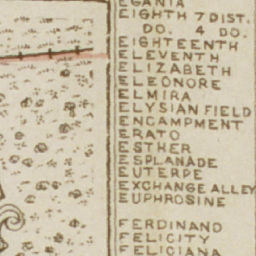 EGANIA
EIGHTH 7 DIST.
DO. 4 DO.
EIGHTEENTH
ELEVENTH
ELIZABETH
ELEONORE
ELMIRA
ELYSIAN FIELD
ENCAMPMENT
ERATO
ESTHER
ESPLANADE
EUTERPE
EXCHANGE ALLEY
EUPHROSINE
FERDINAND
FELICITY
FELICIANA